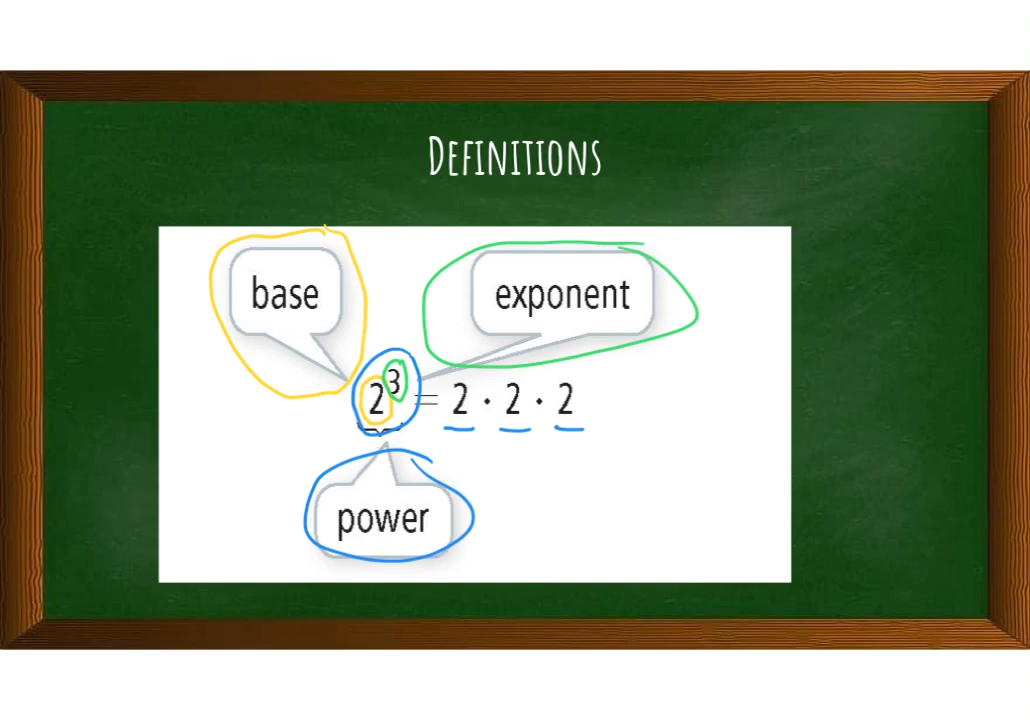 Definitions
base
exponent
2³ = 2 · 2 · 2
power